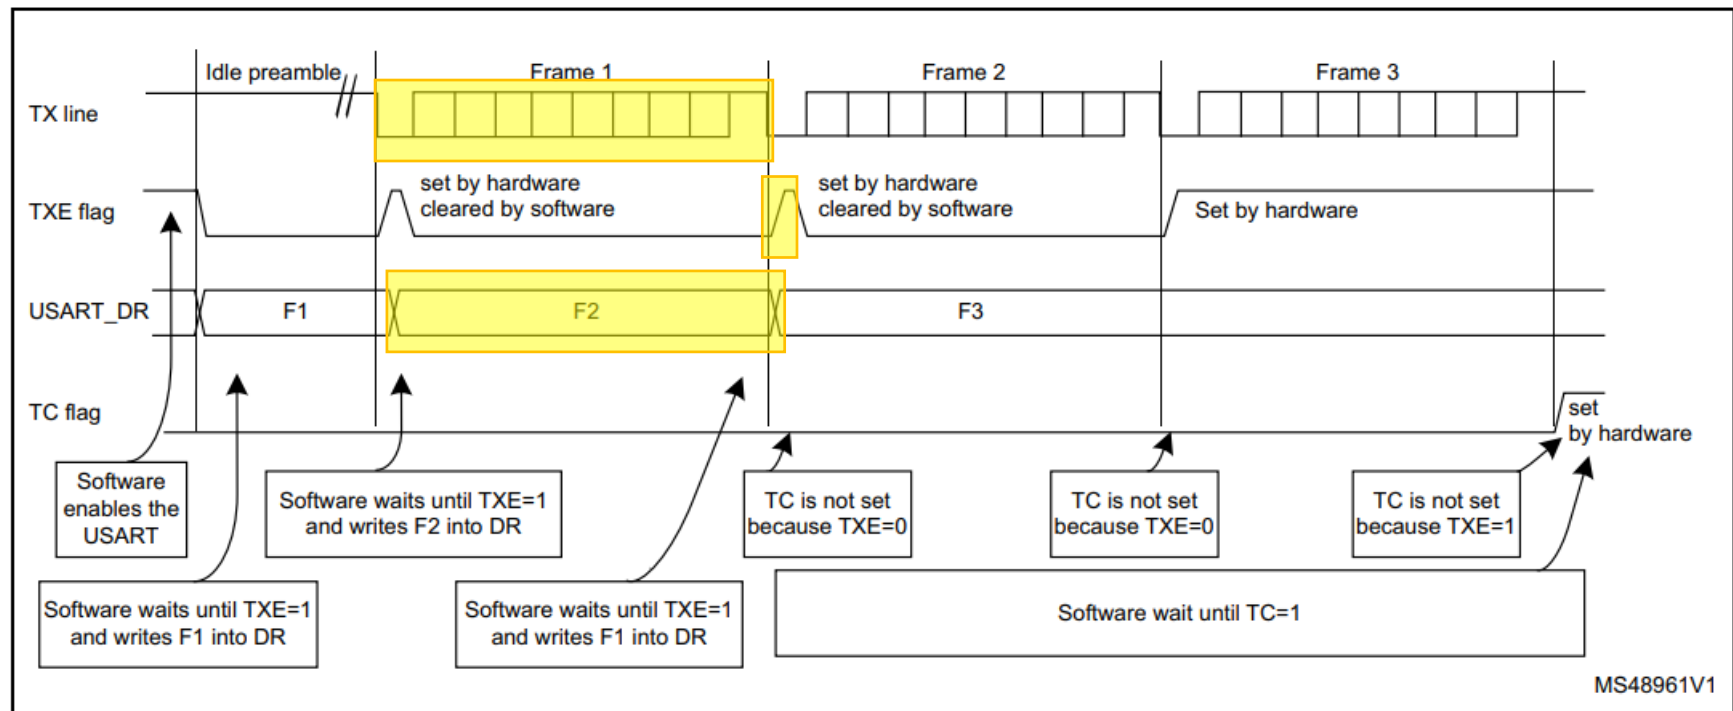 Idle preamble
Frame 1
Frame 2
Frame 3
TX line
TXE flag
set by hardware
cleared by software
set by hardware
cleared by software
Set by hardware
USART_DR
F1
F2
F3
TC flag
set
by hardware
Software
enables the
USART
Software waits until TXE=1
and writes F2 into DR
TC is not set
because TXE=0
TC is not set
because TXE=0
TC is not set
because TXE=1
Software waits until TXE=1
and writes F1 into DR
Software waits until TXE=1
and writes F1 into DR
Software wait until TC=1
MS48961V1